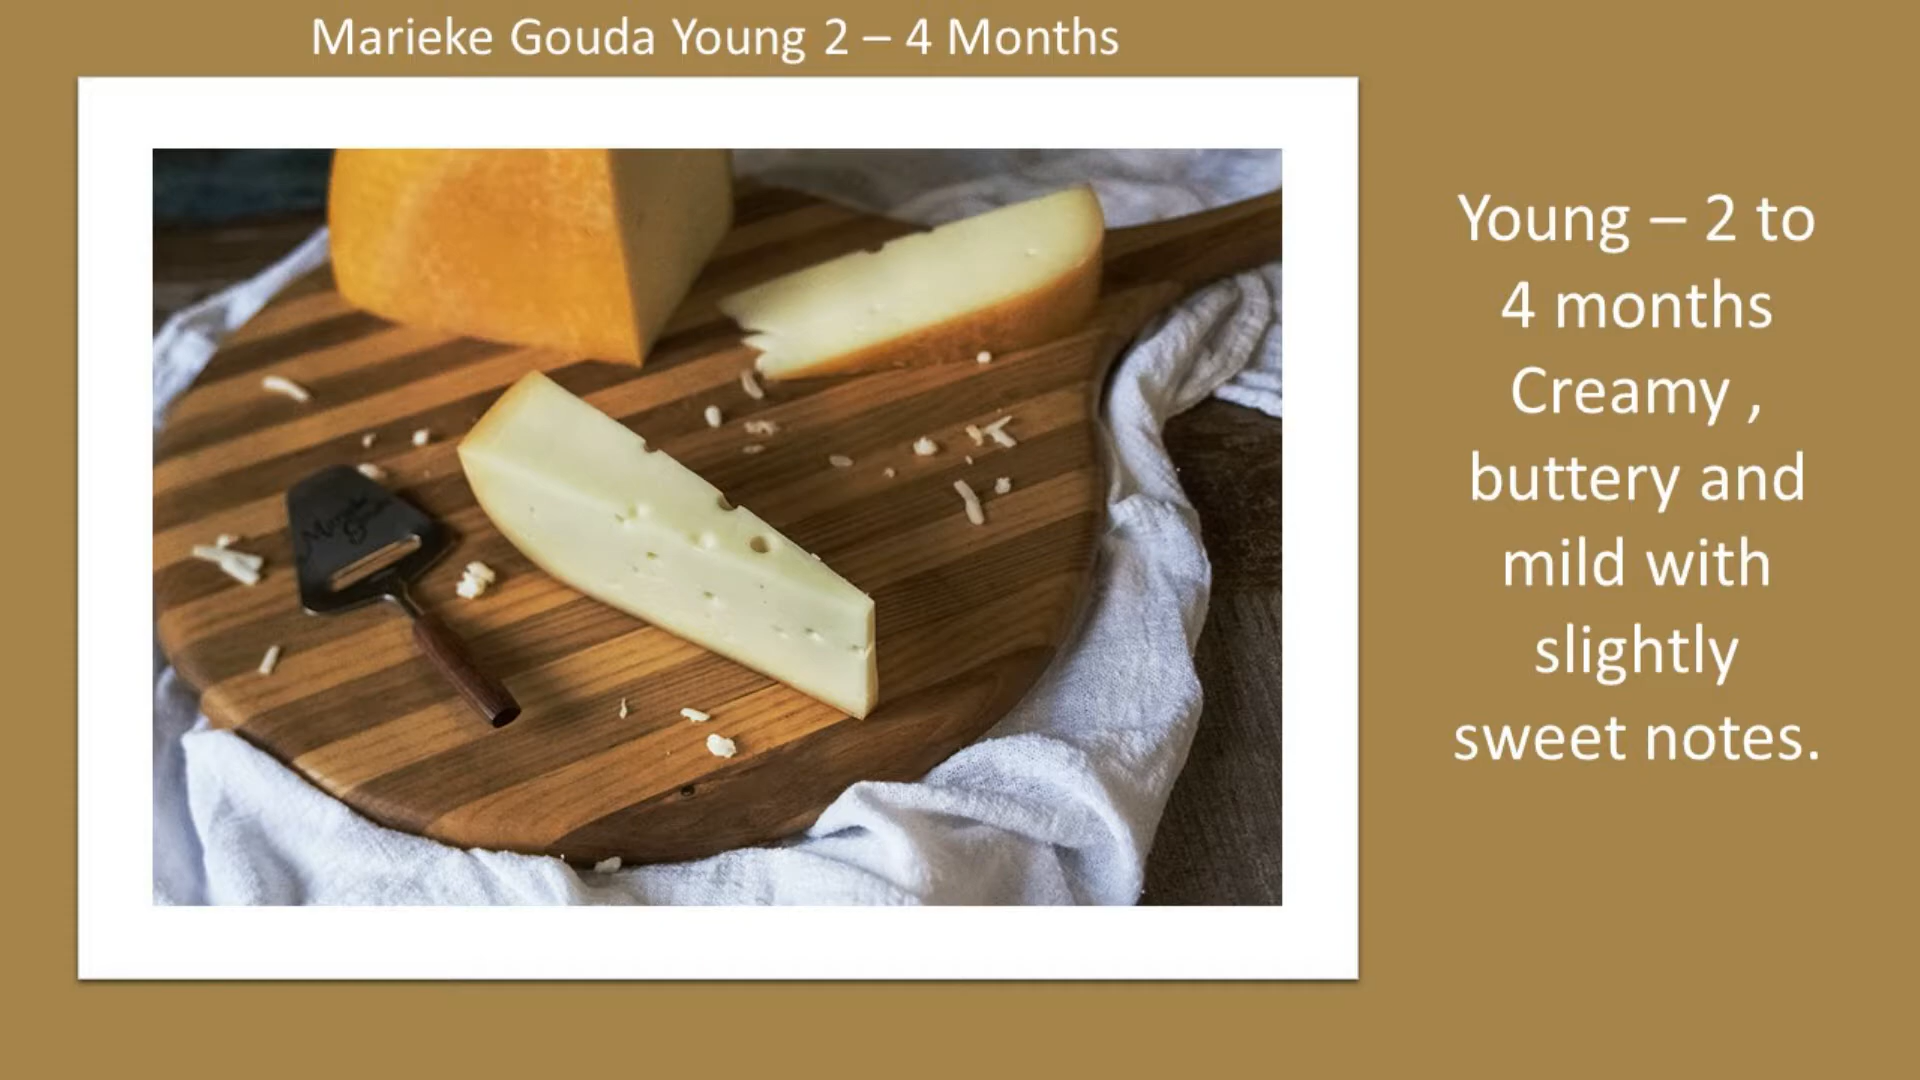 Marieke Gouda Young 2 – 4 Months
Young – 2 to
4 months
Creamy ,
buttery and
mild with
slightly
sweet notes.